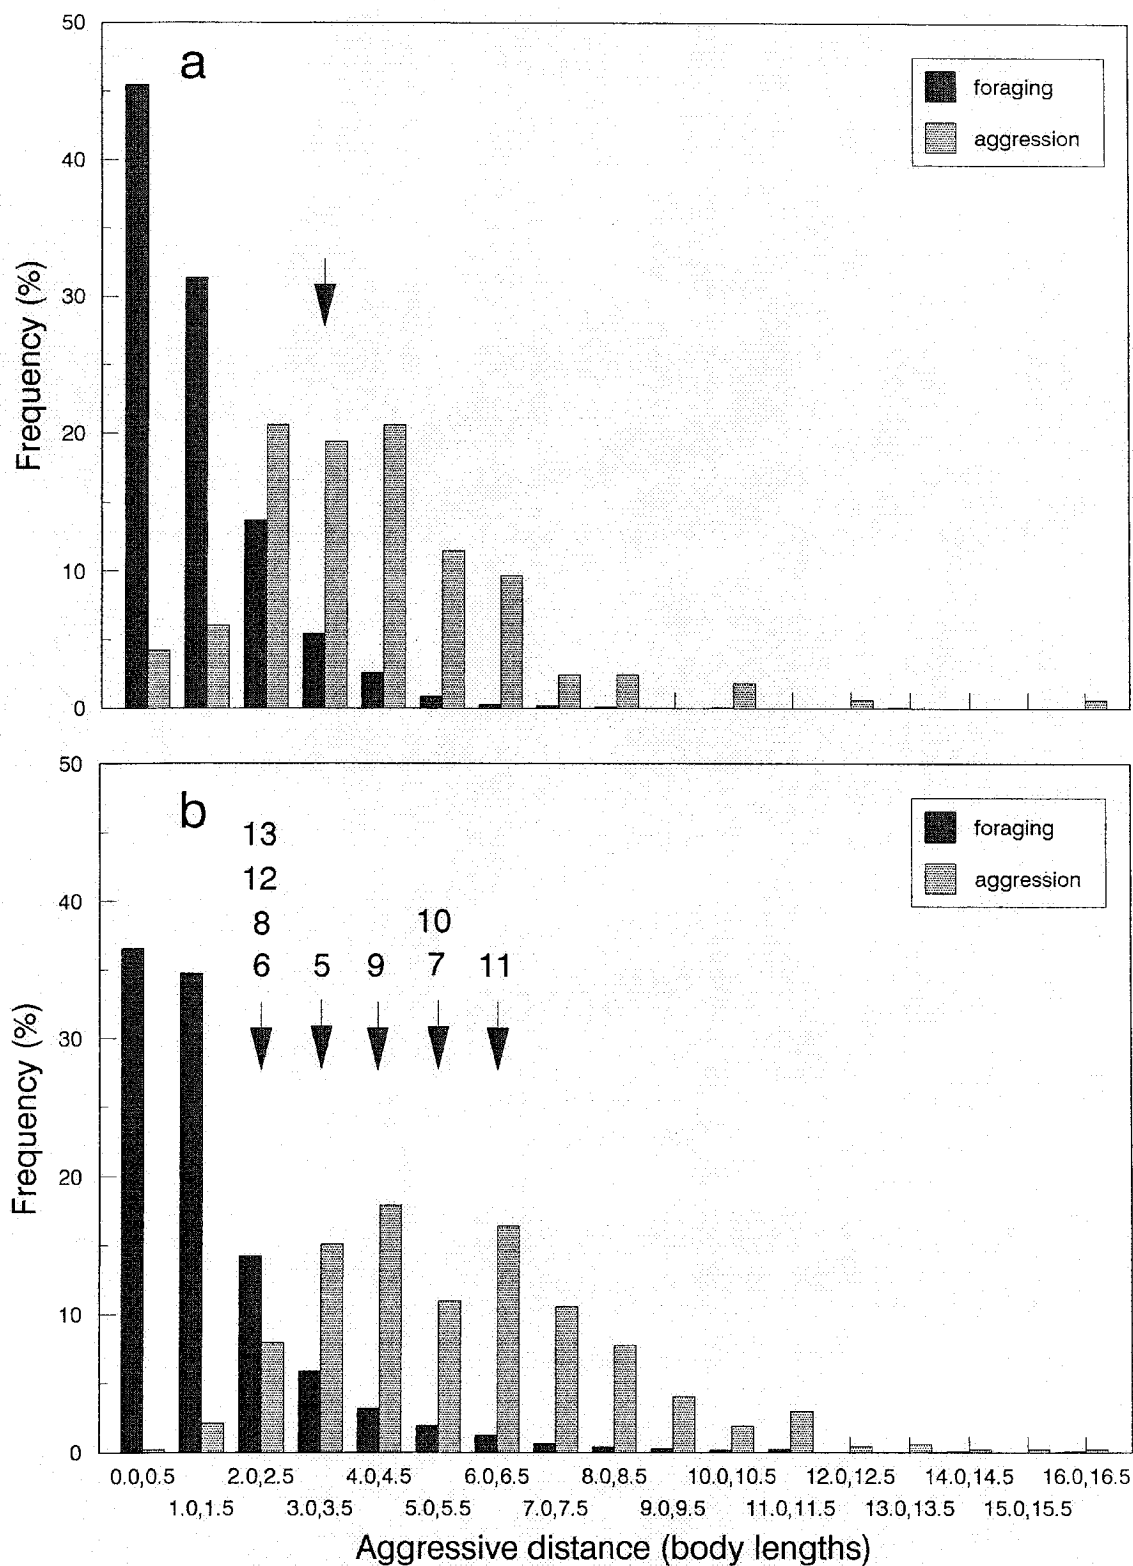 50
a
foraging
aggression
40
30
20
10
0
Frequency (%)
50
b
13
12
8
6 5 9 7 11
10
foraging
aggression
40
30
20
10
0
Frequency (%)
0.0,0.5 2.0,2.5 4.0,4.5 6.0,6.5 8.0,8.5 10.0,10.5 12.0,12.5 14.0,14.5 16.0,16.5
1.0,1.5 3.0,3.5 5.0,5.5 7.0,7.5 9.0,9.5 11.0,11.5 13.0,13.5 15.0,15.5
Aggressive distance (body lengths)